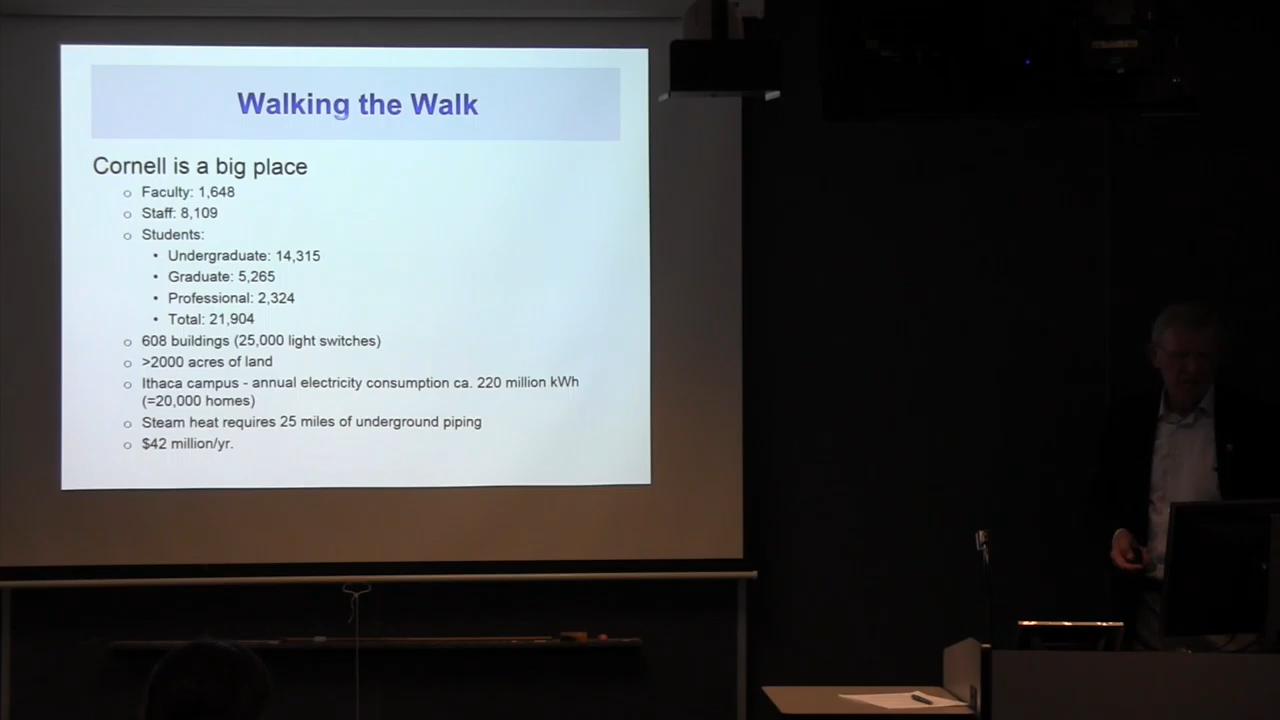 Walking the Walk
Cornell is a big place
o Faculty: 1,648
o Staff: 8,109
o Students:
• Undergraduate: 14,315
• Graduate: 5,265
• Professional: 2,324
• Total: 21,904
o 608 buildings (25,000 light switches)
o >2000 acres of land
o Ithaca campus - annual electricity consumption ca. 220 million kWh
(=20,000 homes)
o Steam heat requires 25 miles of underground piping
o $42 million/yr.